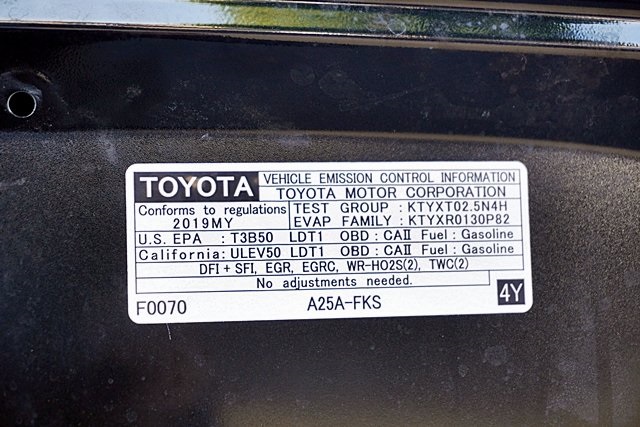 TOYOTA VEHICLE EMISSION CONTROL INFORMATION
TOYOTA MOTOR CORPORATION
Conforms to regulations TEST GROUP : KTYXT02.5N4H
2019MY EVAP FAMILY : KTYXR0130P82
U.S. EPA : T3B50 LDT1 OBD : CAII Fuel : Gasoline
California: ULEV50 LDT1 OBD : CAII Fuel : Gasoline
DFI + SFI, EGR, EGRC, WR-HO2S(2), TWC(2)
No adjustments needed.
F0070 A25A-FKS 4Y